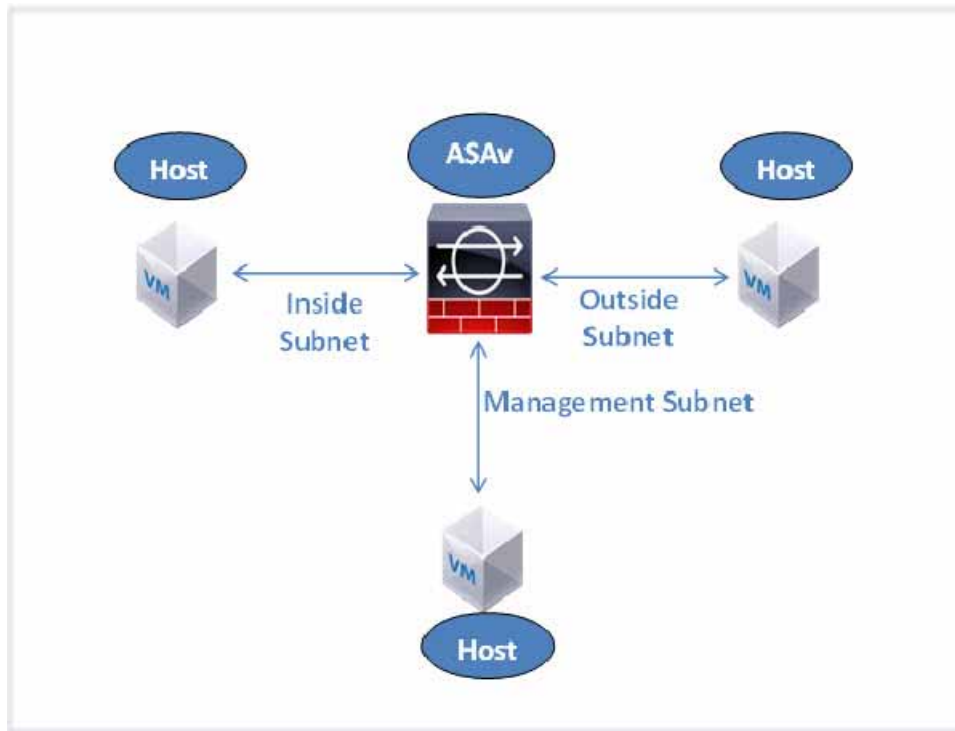 Host
ASAv
Host
VM
VM
Inside
Subnet
Outside
Subnet
Management Subnet
VM
Host